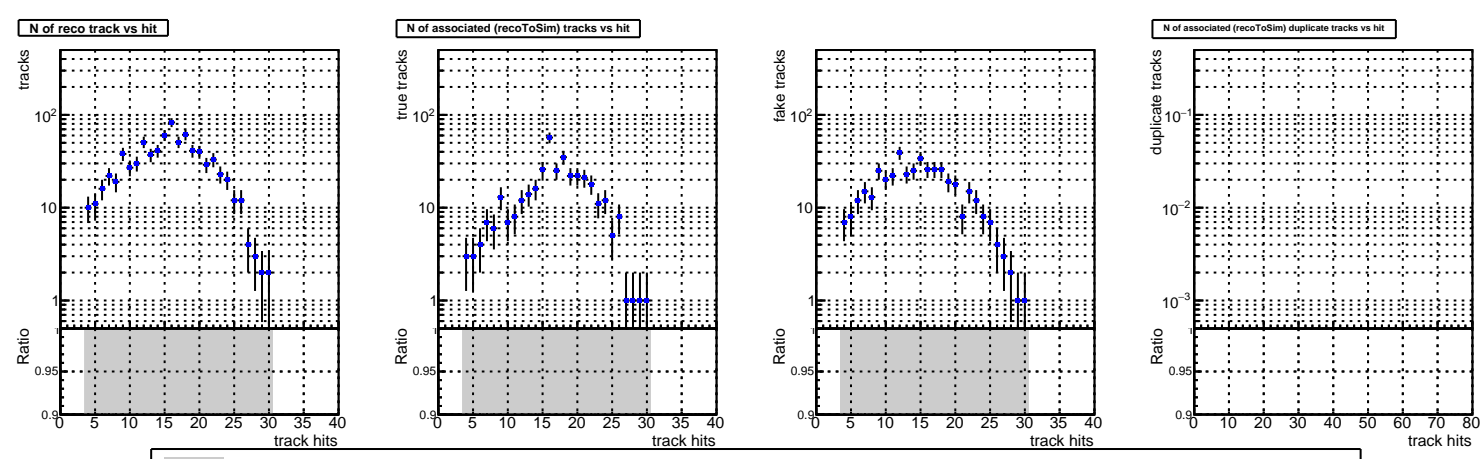 N of reco track vs hit
N of associated (recoToSim) tracks vs hit
N of associated (recoToSim) duplicate tracks vs hit
tracks
10²
10
1
Ratio
1
0.95
0.9
0 5 10 15 20 25 30 35 40
track hits
true tracks
10²
10
1
Ratio
1
0.95
0.9
0 5 10 15 20 25 30 35 40
track hits
fake tracks
10²
10
1
Ratio
1
0.95
0.9
0 5 10 15 20 25 30 35 40
track hits
duplicate tracks
10⁻¹
10⁻²
10⁻³
Ratio
1
0.95
0.9
0 10 20 30 40 50 60 70 80
track hits